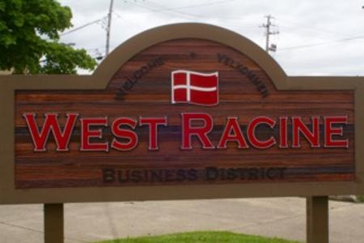 WELCOME VELKOMMEN
WEST RACINE
BUSINESS DISTRICT